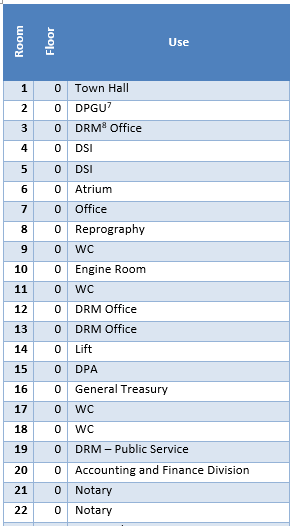 Room Floor Use
1 0 Town Hall
2 0 DPGU⁷
3 0 DRM⁸ Office
4 0 DSI
5 0 DSI
6 0 Atrium
7 0 Office
8 0 Reprography
9 0 WC
10 0 Engine Room
11 0 WC
12 0 DRM Office
13 0 DRM Office
14 0 Lift
15 0 DPA
16 0 General Treasury
17 0 WC
18 0 WC
19 0 DRM – Public Service
20 0 Accounting and Finance Division
21 0 Notary
22 0 Notary